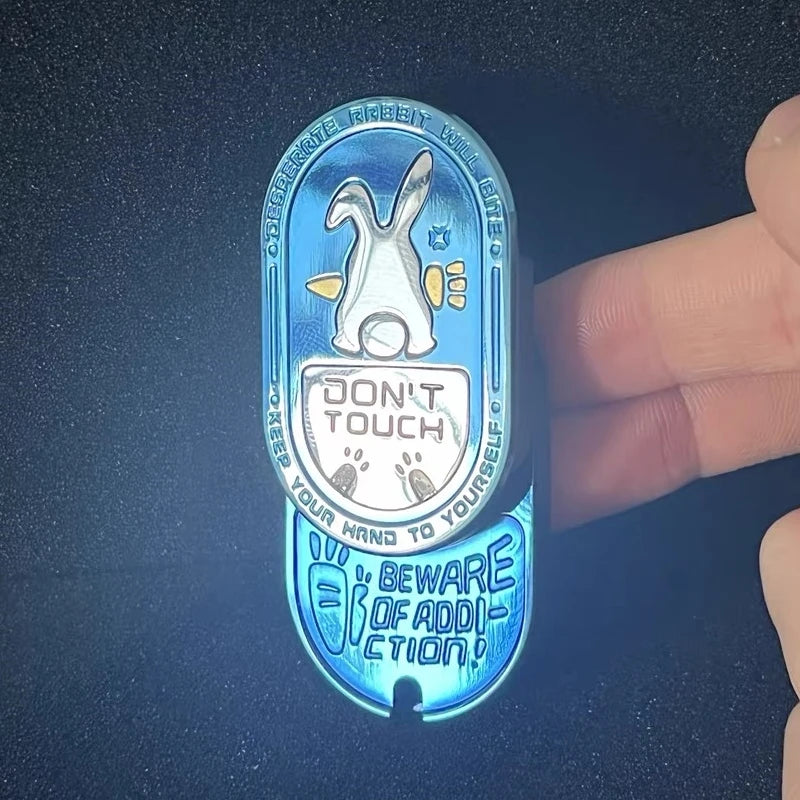 DESPERATE RABBIT WILL BITE
DON'T
TOUCH
KEEP YOUR HAND TO YOURSELF
BEWARE
OF ADDI-
CTION!